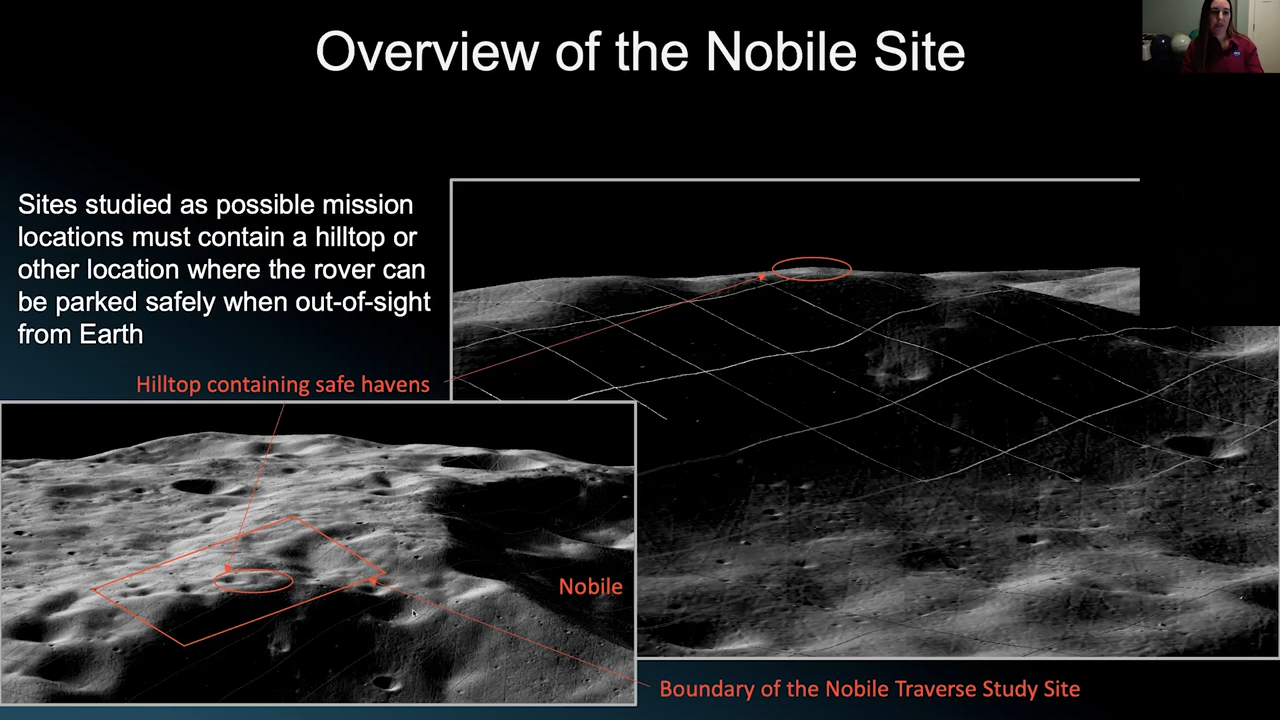 Overview of the Nobile Site
Sites studied as possible mission
locations must contain a hilltop or
other location where the rover can
be parked safely when out-of-sight
from Earth
Hilltop containing safe havens
Nobile
Boundary of the Nobile Traverse Study Site